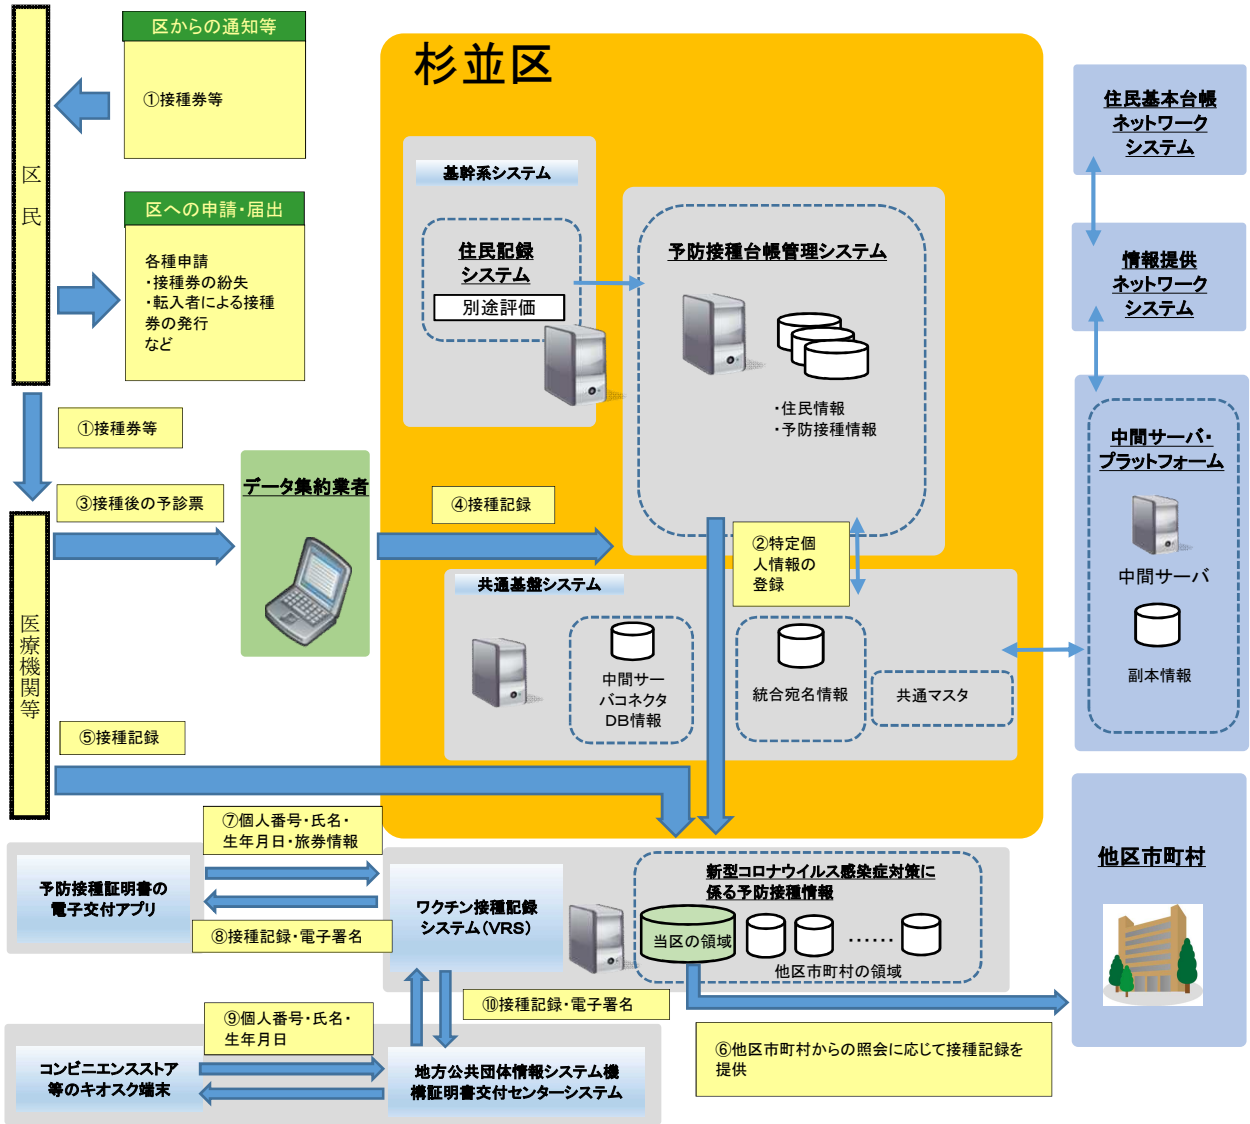 杉並区
区からの通知等
①接種券等
区
民
区への申請・届出
各種申請
・接種券の紛失
・転入者による接種
券の発行
など
①接種券等
③接種後の予診票
データ集約業者
④接種記録
医
療
機
関
等
⑤接種記録
基幹系システム
住民記録
システム
別途評価
予防接種台帳管理システム
・住民情報
・予防接種情報
②特定個
人情報の
登録
共通基盤システム
中間サー
バコネクタ
DB情報
統合宛名情報
共通マスタ
住民基本台帳
ネットワーク
システム
情報提供
ネットワーク
システム
中間サーバ・
プラットフォーム
中間サーバ
副本情報
他区市町村
⑦個人番号・氏名・
生年月日・旅券情報
予防接種証明書の
電子交付アプリ
⑧接種記録・電子署名
ワクチン接種記録
システム(VRS)
新型コロナウイルス感染症対策に
係る予防接種情報
当区の領域
……
他区市町村の領域
⑩接種記録・電子署名
⑨個人番号・氏名・
生年月日
コンビニエンスストア
等のキオスク端末
地方公共団体情報システム機
構証明書交付センターシステム
⑥他区市町村からの照会に応じて接種記録を
提供